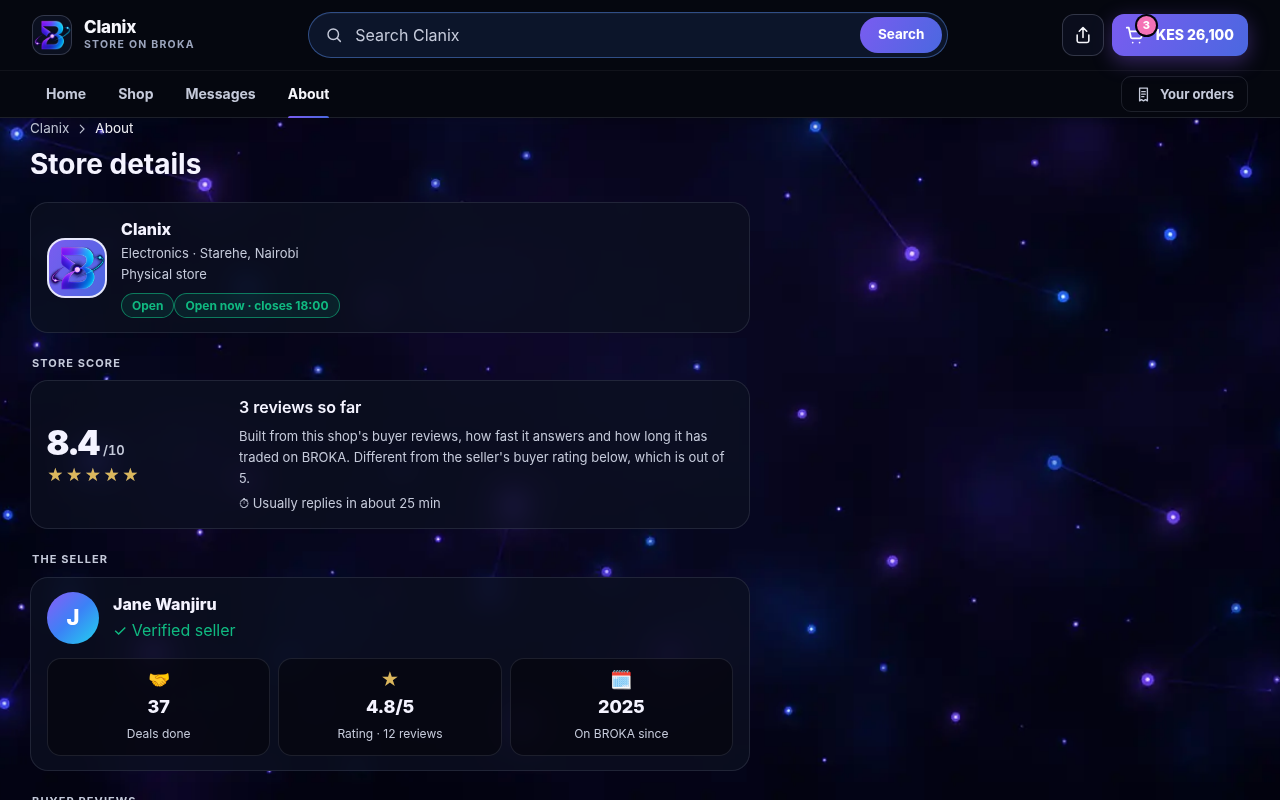 Clanix
STORE ON BROKA
Search Clanix
Search
3
KES 26,100
Home
Shop
Messages
About
Your orders
Clanix > About
Store details
Clanix
Electronics · Starehe, Nairobi
Physical store
Open
Open now · closes 18:00
STORE SCORE
8.4/10
★★★★★
3 reviews so far
Built from this shop's buyer reviews, how fast it answers and how long it has
traded on BROKA. Different from the seller's buyer rating below, which is out of
5.
⏱ Usually replies in about 25 min
THE SELLER
J
Jane Wanjiru
✓ Verified seller
37
Deals done
4.8/5
Rating · 12 reviews
2025
On BROKA since
BUYER REVIEWS